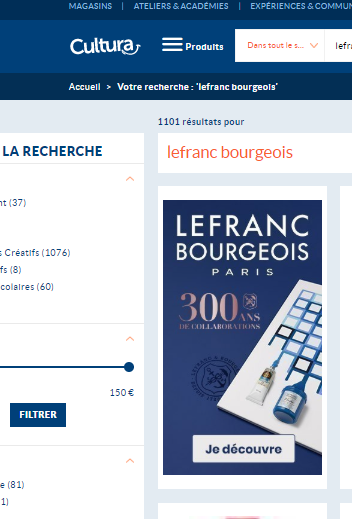 MAGASINS | ATELIERS & ACADÉMIES | EXPÉRIENCES & COMMUN
Cultura
Produits
Dans tout le s...
lefra
Accueil > Votre recherche : 'lefranc bourgeois'
1101 résultats pour
LA RECHERCHE
lefranc bourgeois
nt (37)
s Créatifs (1076)
fs (8)
colaires (60)
150 €
FILTRER
e (81)
1)
LEFRANC
BOURGEOIS
PARIS
300 ANS
DE COLLABORATIONS
Je découvre